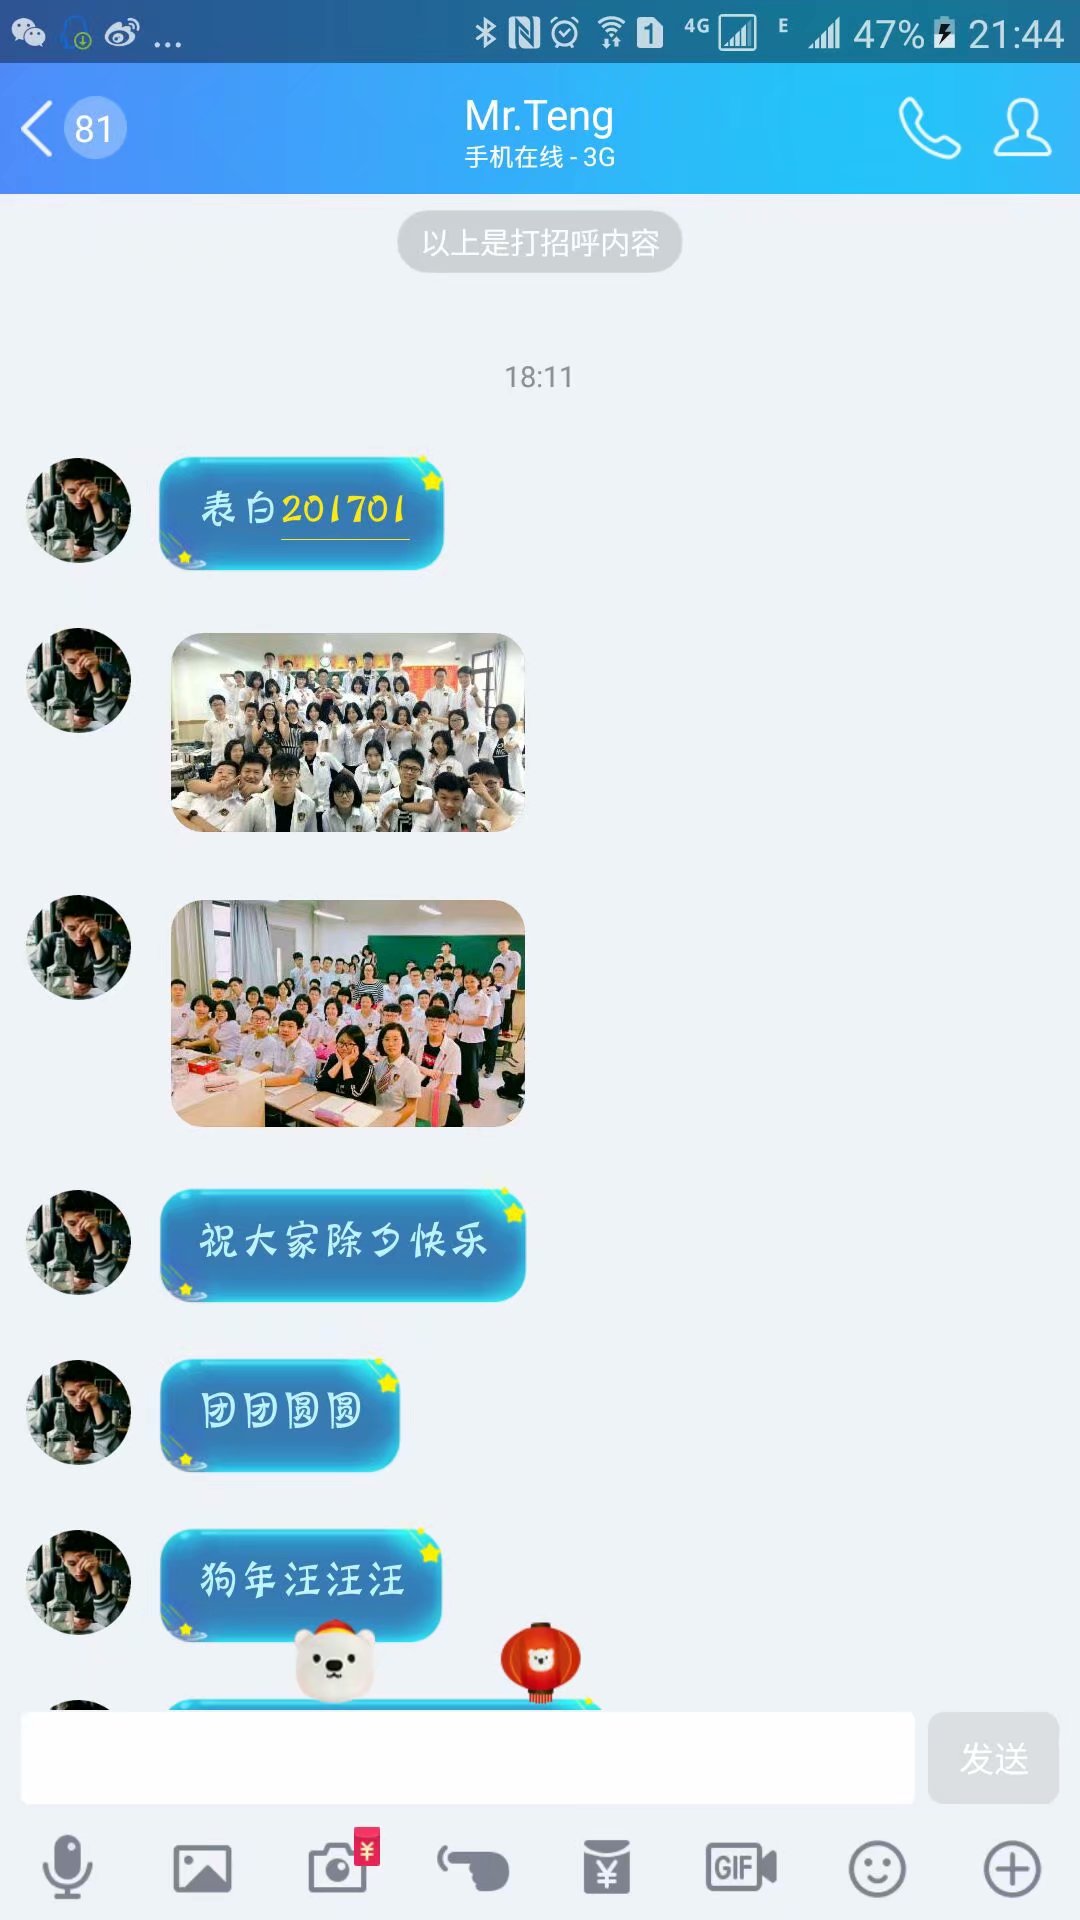 1 4G E 47% 21:44
81
Mr.Teng
手机在线 - 3G
以上是打招呼内容
18:11
表白201701
祝大家除夕快乐
团团圆圆
狗年汪汪汪
发送
¥
¥
GIF